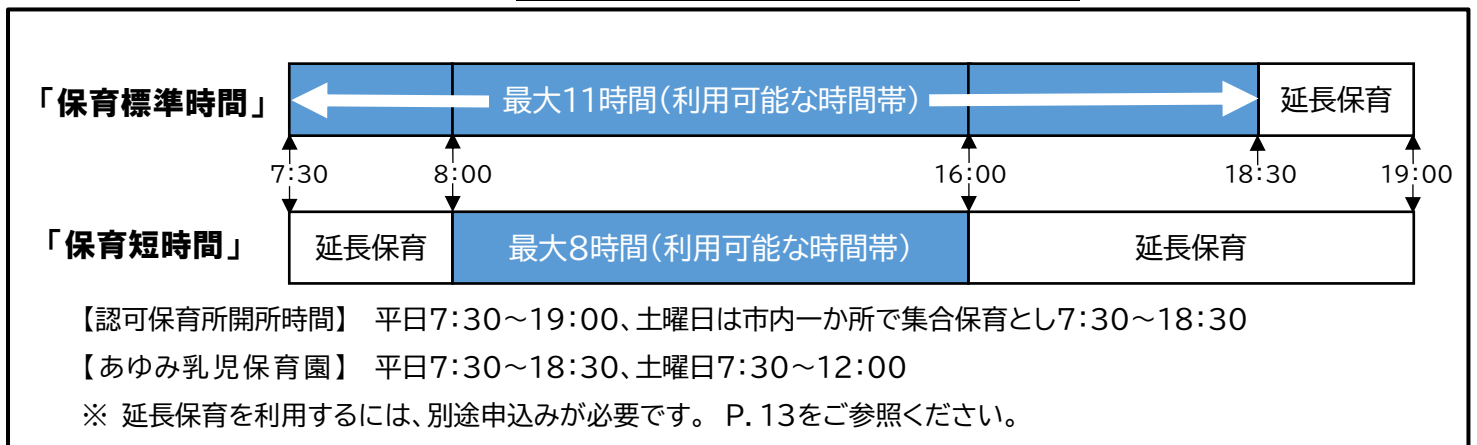 「保育標準時間」 最大11時間(利用可能な時間帯) 延長保育
7:30 8:00 16:00 18:30 19:00
「保育短時間」 延長保育 最大8時間(利用可能な時間帯) 延長保育
【認可保育所開所時間】 平日7:30～19:00、土曜日は市内一か所で集合保育とし7:30～18:30
【あゆみ乳児保育園】 平日7:30～18:30、土曜日7:30～12:00
※ 延長保育を利用するには、別途申込みが必要です。 P.13をご参照ください。